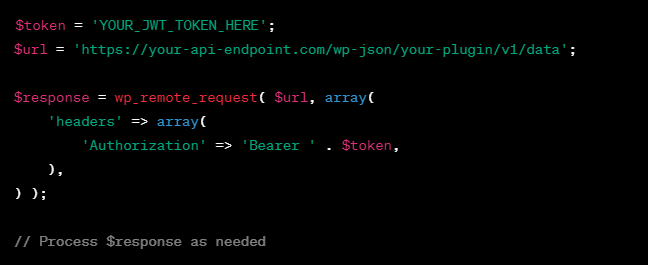 $token = 'YOUR_JWT_TOKEN_HERE';
$url = 'https://your-api-endpoint.com/wp-json/your-plugin/v1/data';
$response = wp_remote_request( $url, array(
'headers' => array(
'Authorization' => 'Bearer ' . $token,
),
) );
// Process $response as needed